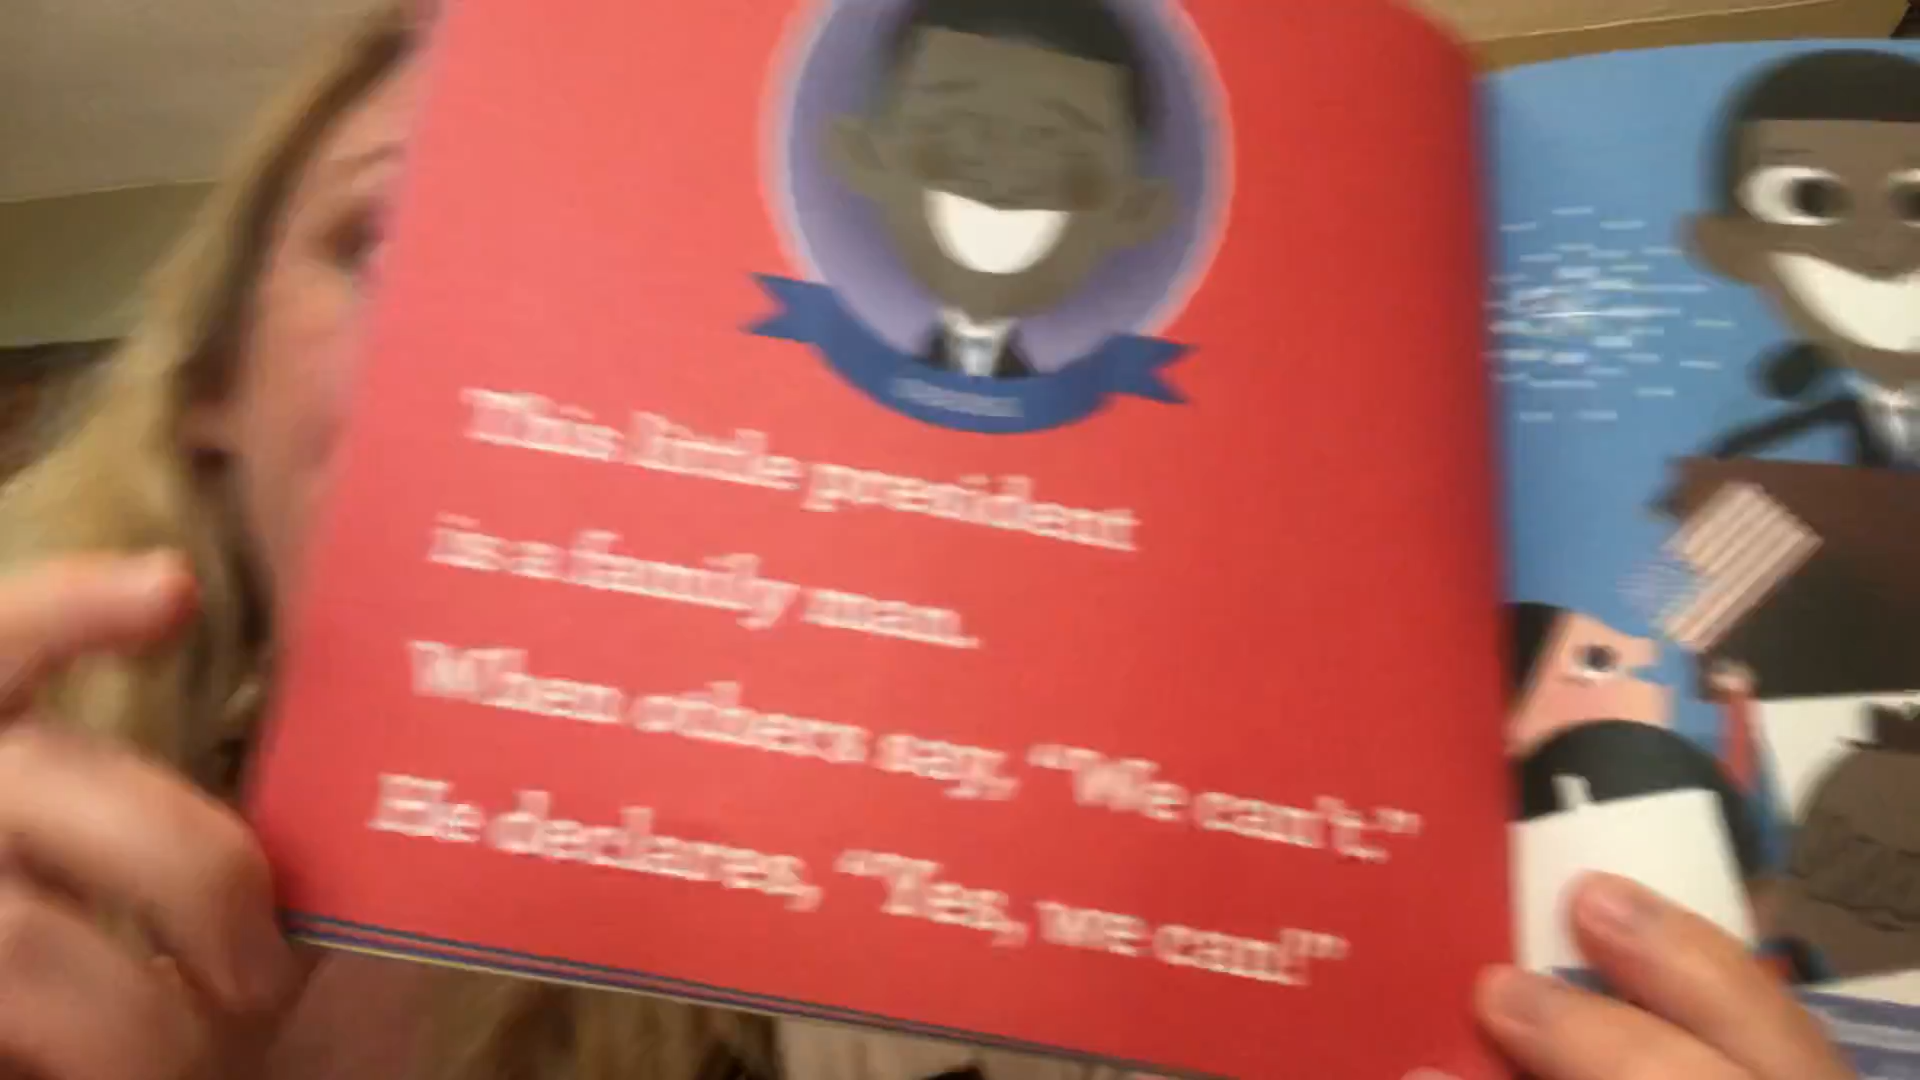 This little president
is a family man.
When others say, “We can't.”
He declares, “Yes, we can!”